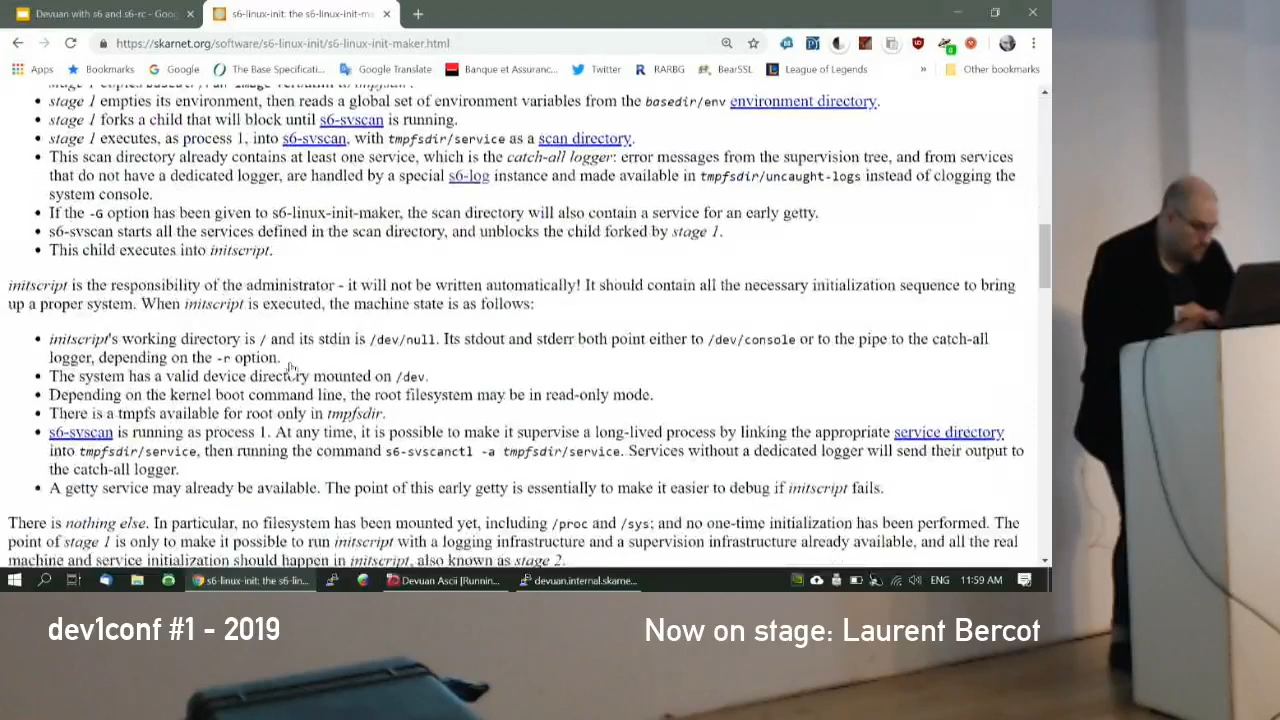 Devuan with s6 and s6-rc - Goog
s6-linux-init: the s6-linux-init-ma
https://skarnet.org/software/s6-linux-init/s6-linux-init-maker.html
Apps Bookmarks Google The Base Specificati... Google Translate Banque et Assuranc... Twitter RARBG BearSSL League of Legends » Other bookmarks
stage 1 empties its environment, then reads a global set of environment variables from the basedir/env environment directory.
stage 1 forks a child that will block until s6-svscan is running.
stage 1 executes, as process 1, into s6-svscan, with tmpfsdir/service as a scan directory.
This scan directory already contains at least one service, which is the catch-all logger: error messages from the supervision tree, and from services
that do not have a dedicated logger, are handled by a special s6-log instance and made available in tmpfsdir/uncaught-logs instead of clogging the
system console.
If the -G option has been given to s6-linux-init-maker, the scan directory will also contain a service for an early getty.
s6-svscan starts all the services defined in the scan directory, and unblocks the child forked by stage 1.
This child executes into initscript.
initscript is the responsibility of the administrator - it will not be written automatically! It should contain all the necessary initialization sequence to bring
up a proper system. When initscript is executed, the machine state is as follows:
initscript's working directory is / and its stdin is /dev/null. Its stdout and stderr both point either to /dev/console or to the pipe to the catch-all
logger, depending on the -r option.
The system has a valid device directory mounted on /dev.
Depending on the kernel boot command line, the root filesystem may be in read-only mode.
There is a tmpfs available for root only in tmpfsdir.
s6-svscan is running as process 1. At any time, it is possible to make it supervise a long-lived process by linking the appropriate service directory
into tmpfsdir/service, then running the command s6-svscanctl -a tmpfsdir/service. Services without a dedicated logger will send their output to
the catch-all logger.
A getty service may already be available. The point of this early getty is essentially to make it easier to debug if initscript fails.
There is nothing else. In particular, no filesystem has been mounted yet, including /proc and /sys; and no one-time initialization has been performed. The
point of stage 1 is only to make it possible to run initscript with a logging infrastructure and a supervision infrastructure already available, and all the real
machine and service initialization should happen in initscript, also known as stage 2.
s6-linux-init: the s6-lin... Devuan Ascii [Runnin... devuan.internal.skarne... ENG 11:59 AM
dev1conf #1 - 2019
Now on stage: Laurent Bercot